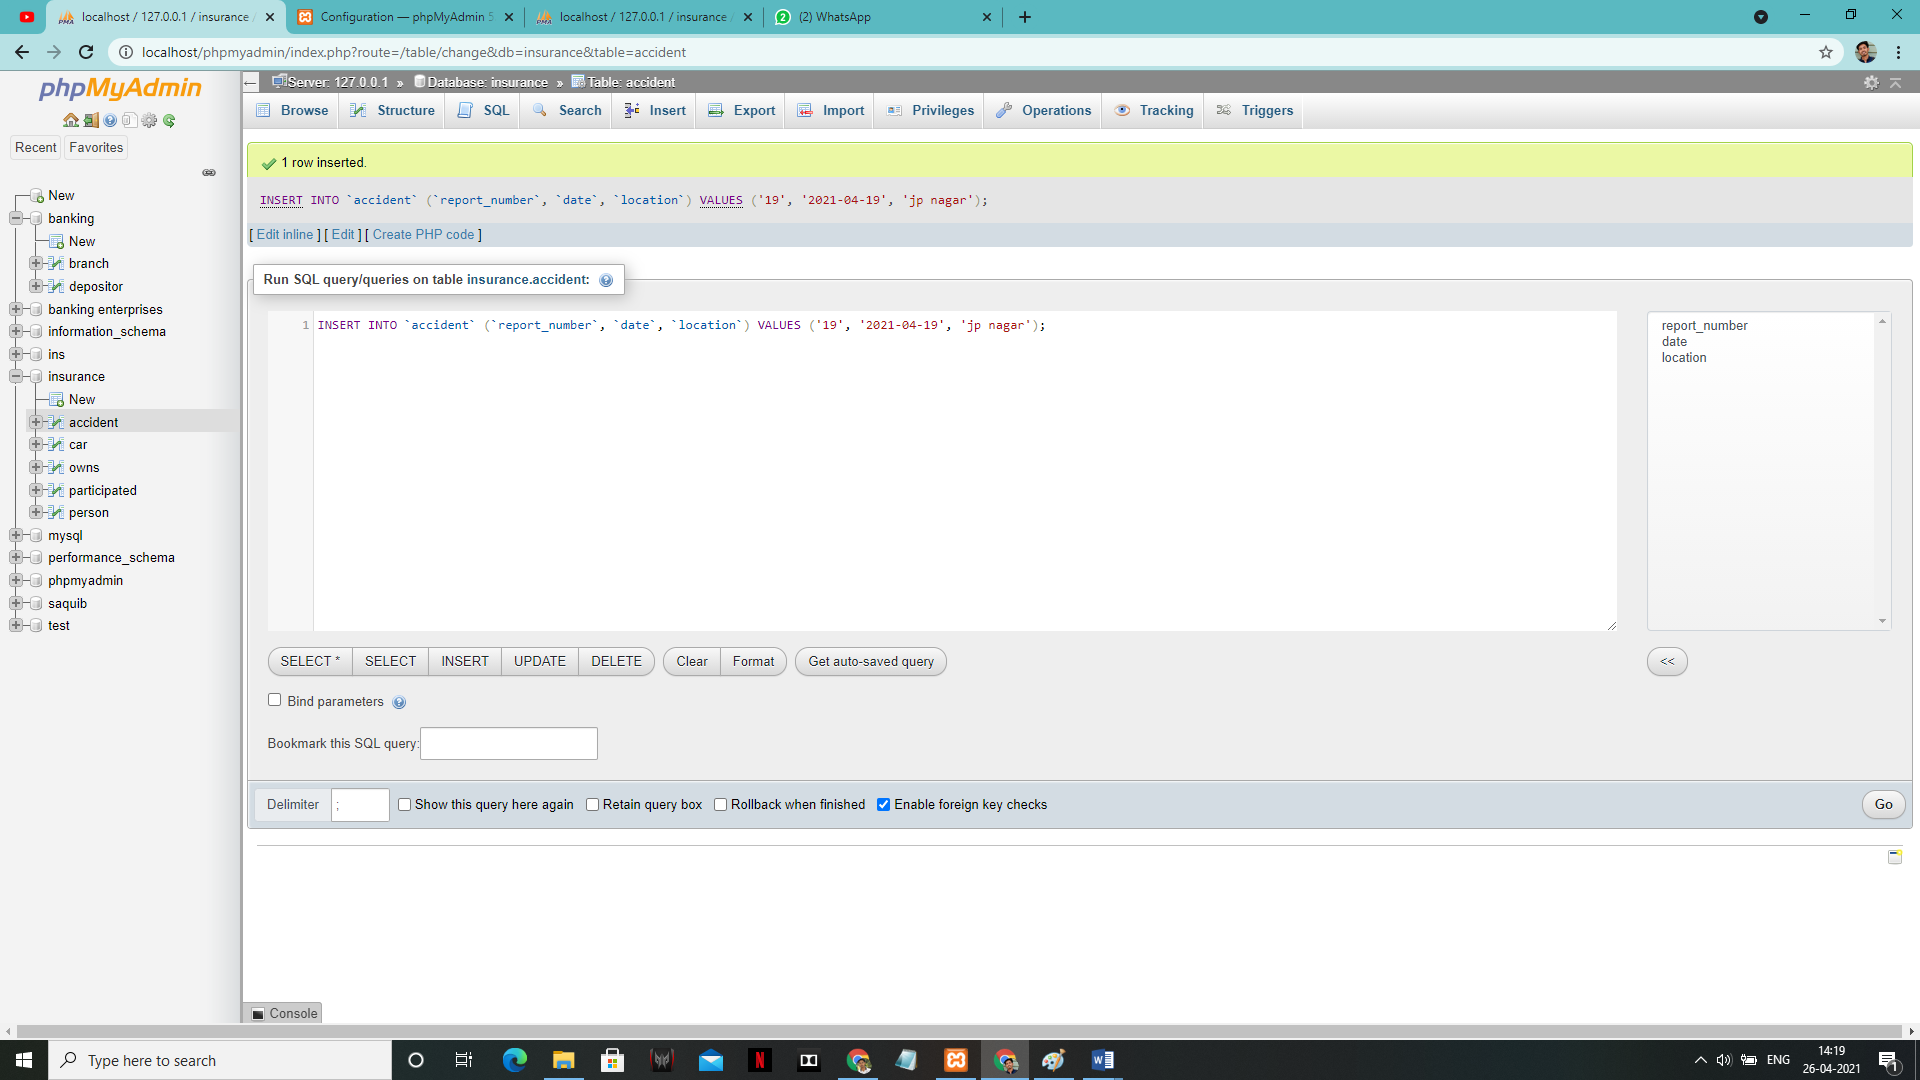 localhost / 127.0.0.1 / insurance /
Configuration — phpMyAdmin 5
localhost / 127.0.0.1 / insurance /
2 (2) WhatsApp
localhost/phpmyadmin/index.php?route=/table/change&db=insurance&table=accident
phpMyAdmin
Recent
Favorites
New
banking
New
branch
depositor
banking enterprises
information_schema
ins
insurance
New
accident
car
owns
participated
person
mysql
performance_schema
phpmyadmin
saquib
test
Server: 127.0.0.1 » Database: insurance » Table: accident
Browse Structure SQL Search Insert Export Import Privileges Operations Tracking Triggers
1 row inserted.
INSERT INTO `accident` (`report_number`, `date`, `location`) VALUES ('19', '2021-04-19', 'jp nagar');
[ Edit inline ] [ Edit ] [ Create PHP code ]
Run SQL query/queries on table insurance.accident:
1 INSERT INTO `accident` (`report_number`, `date`, `location`) VALUES ('19', '2021-04-19', 'jp nagar');
report_number
date
location
SELECT * SELECT INSERT UPDATE DELETE Clear Format Get auto-saved query <<
Bind parameters
Bookmark this SQL query:
Delimiter ; Show this query here again Retain query box Rollback when finished Enable foreign key checks Go
Console
Type here to search
ENG
14:19
26-04-2021
1